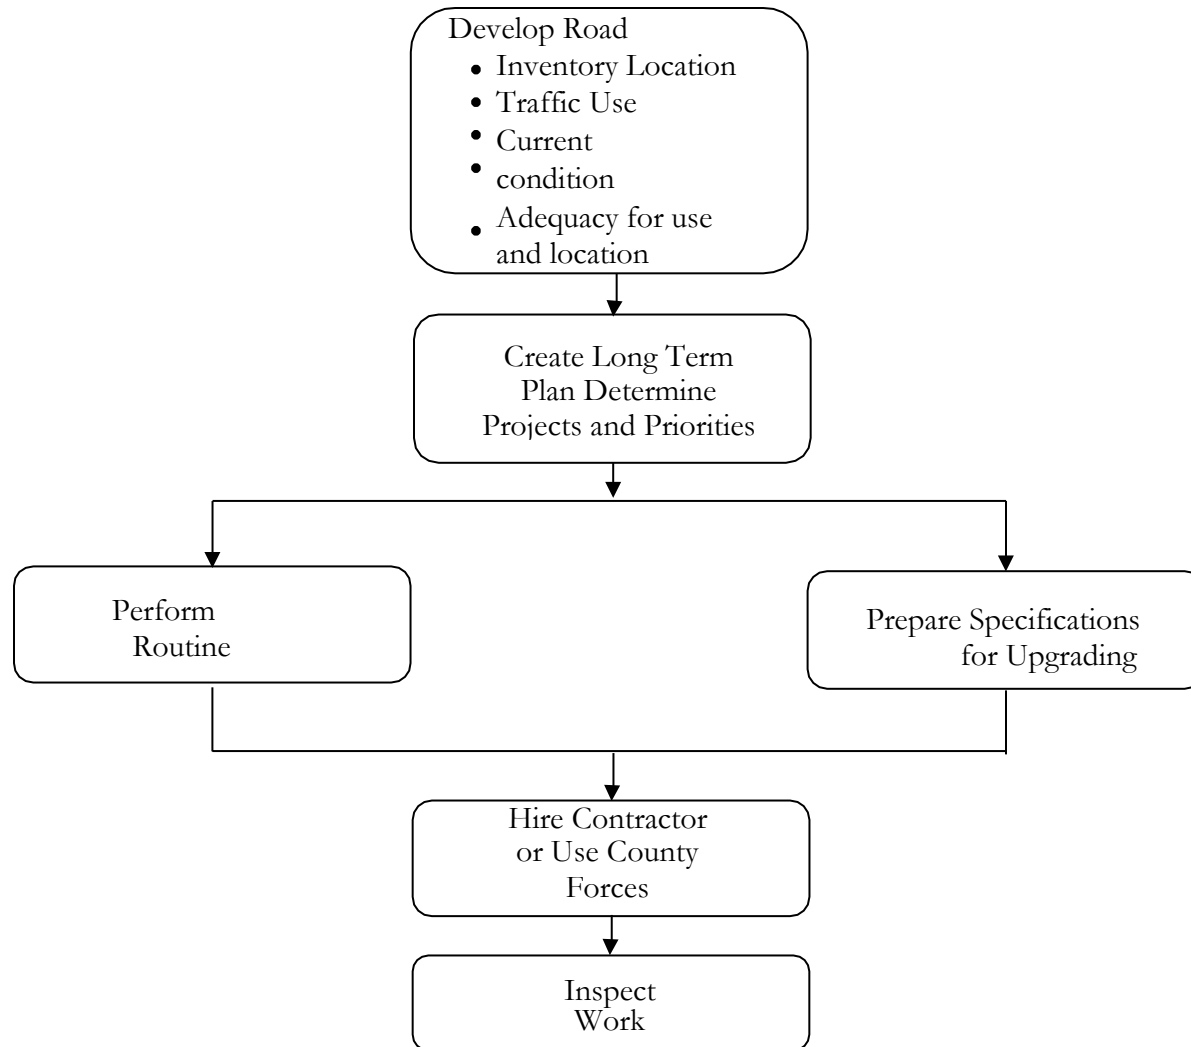 Develop Road
• Inventory Location
• Traffic Use
• Current
• condition
• Adequacy for use
and location
Create Long Term
Plan Determine
Projects and Priorities
Perform
Routine
Prepare Specifications
for Upgrading
Hire Contractor
or Use County
Forces
Inspect
Work